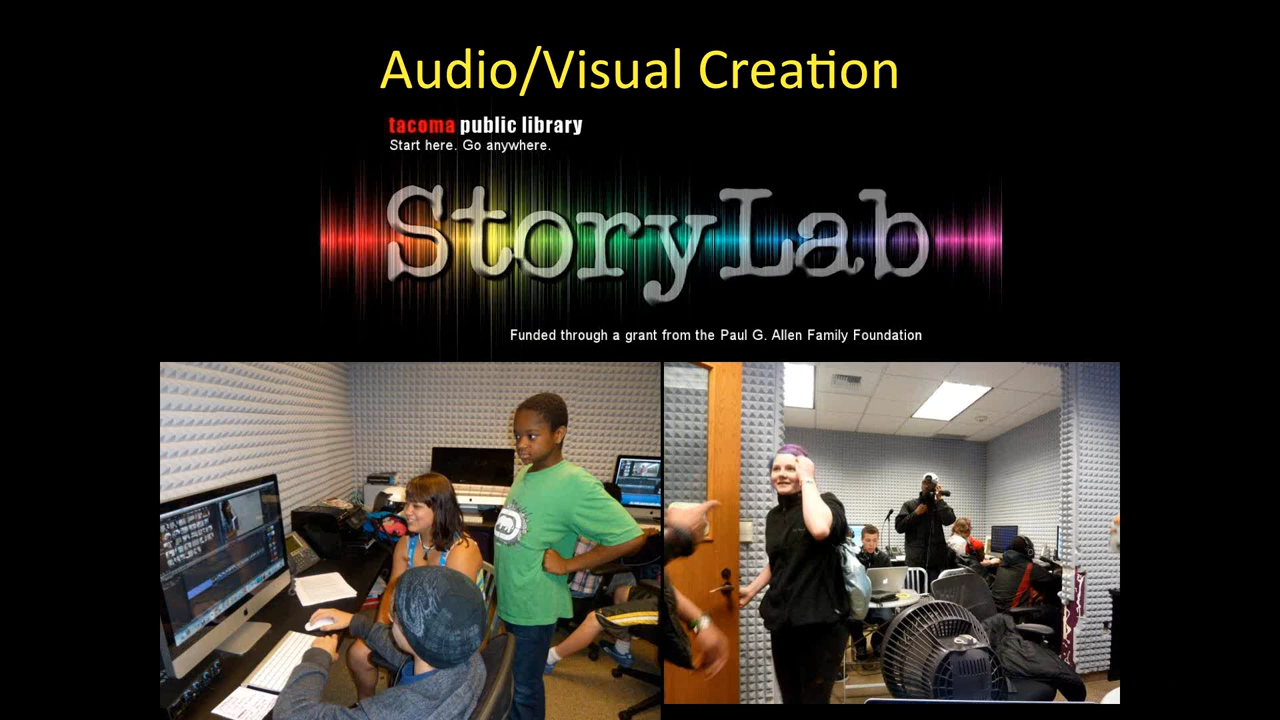 Audio/Visual Creation
tacoma public library
Start here. Go anywhere.
StoryLab
Funded through a grant from the Paul G. Allen Family Foundation